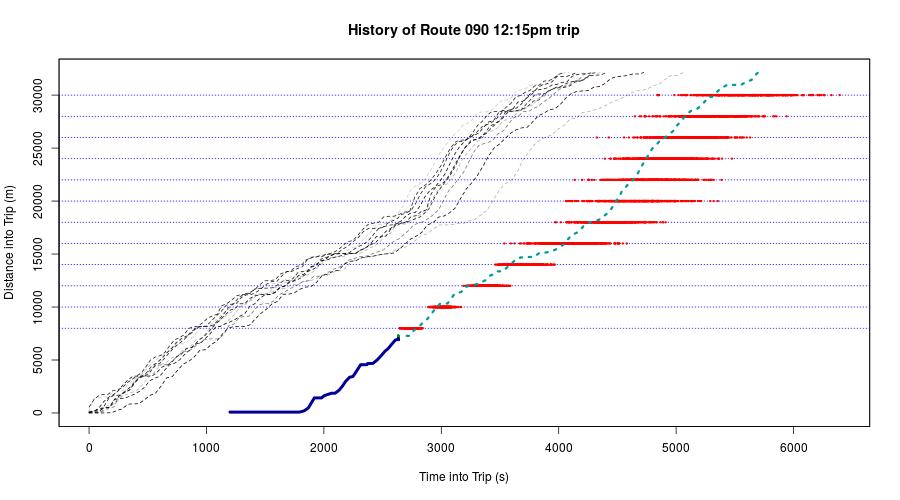 History of Route 090 12:15pm trip
Distance into Trip (m)
30000
25000
20000
15000
10000
5000
0
0 1000 2000 3000 4000 5000 6000
Time into Trip (s)